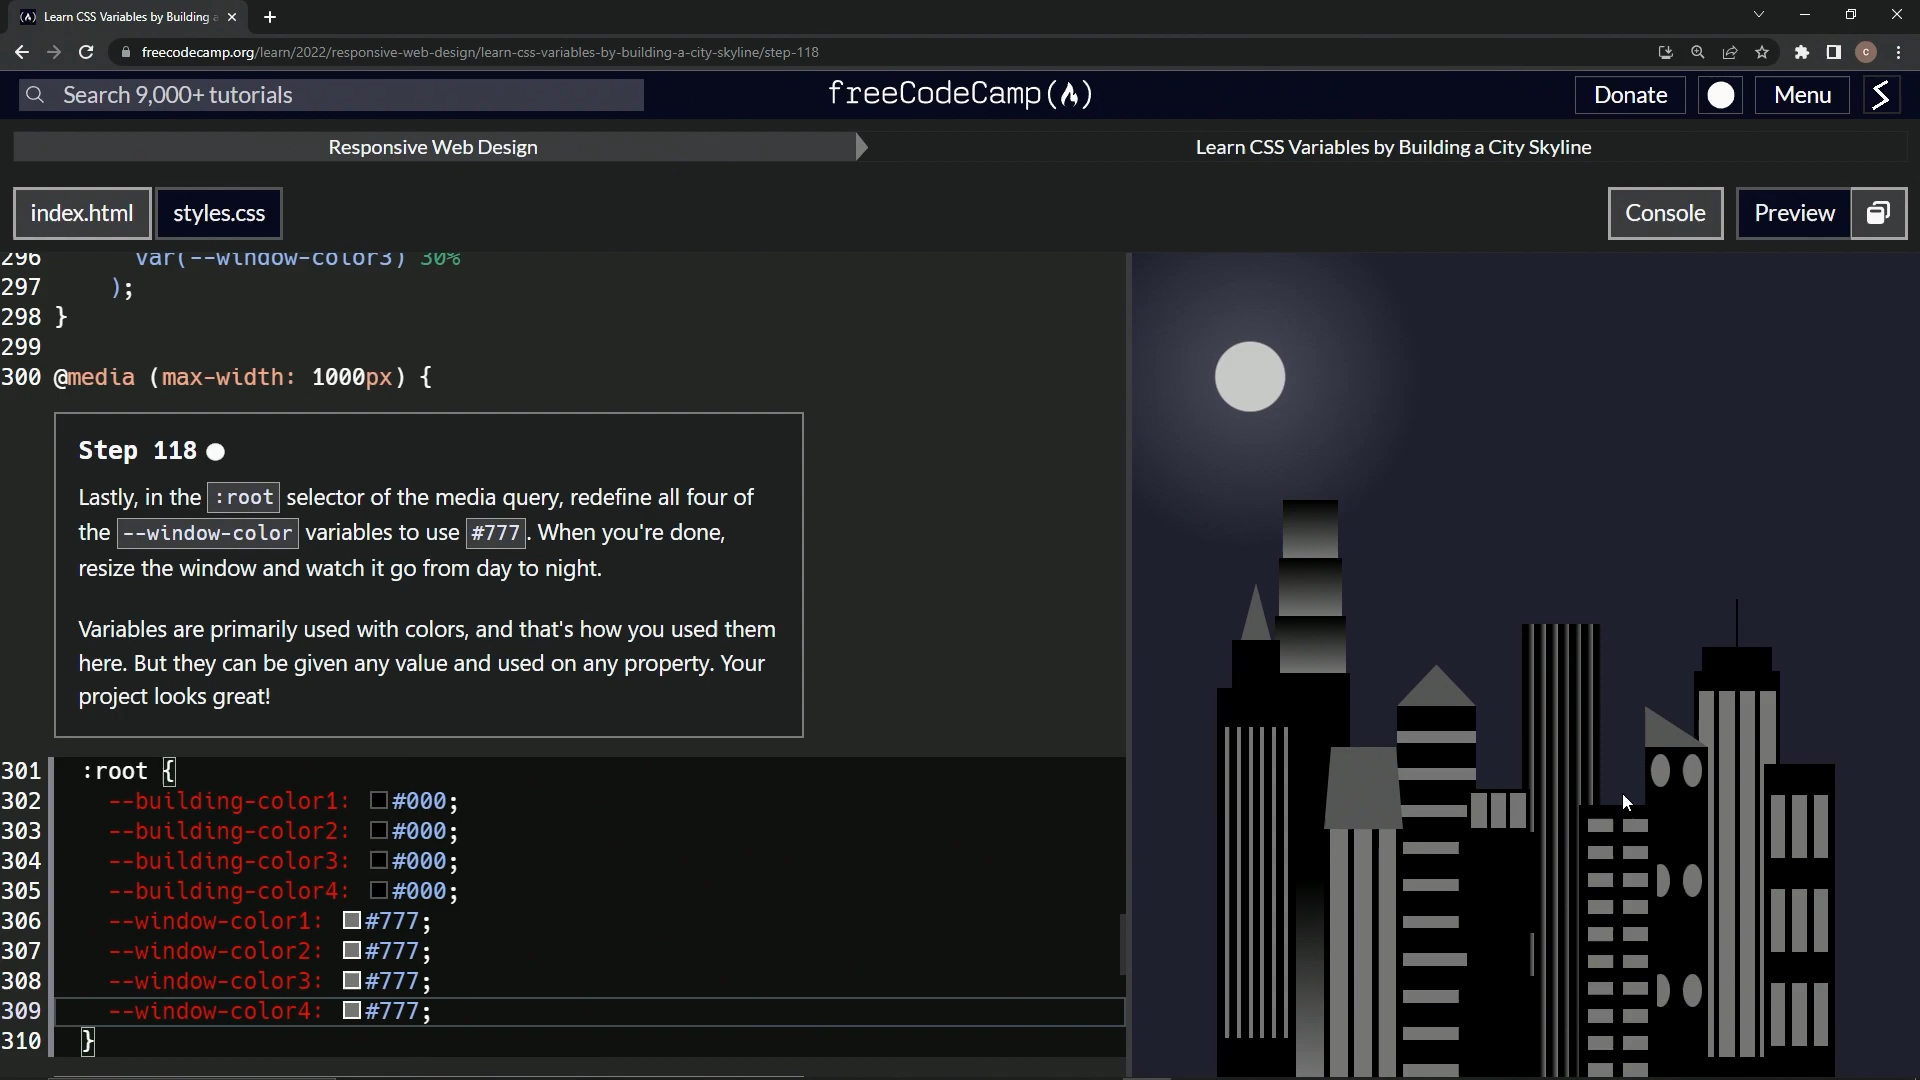 Learn CSS Variables by Building a
freecodecamp.org/learn/2022/responsive-web-design/learn-css-variables-by-building-a-city-skyline/step-118
C
Search 9,000+ tutorials
freeCodeCamp
Donate
Menu
Responsive Web Design
Learn CSS Variables by Building a City Skyline
index.html
styles.css
Console
Preview
296 var(--window-color3) 30%
297 );
298 }
299
300 @media (max-width: 1000px) {
Step 118
Lastly, in the :root selector of the media query, redefine all four of
the --window-color variables to use #777. When you're done,
resize the window and watch it go from day to night.
Variables are primarily used with colors, and that's how you used them
here. But they can be given any value and used on any property. Your
project looks great!
301 :root {
302 --building-color1: #000;
303 --building-color2: #000;
304 --building-color3: #000;
305 --building-color4: #000;
306 --window-color1: #777;
307 --window-color2: #777;
308 --window-color3: #777;
309 --window-color4: #777;
310 }